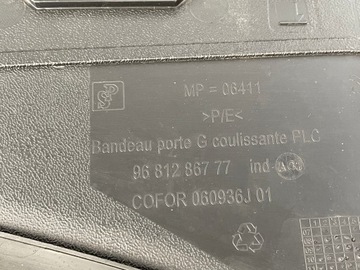 MP = 06411
>P/E<
Bandeau porte G coulissante PLC
96 812 867 77 ind-
COFOR 060936J 01